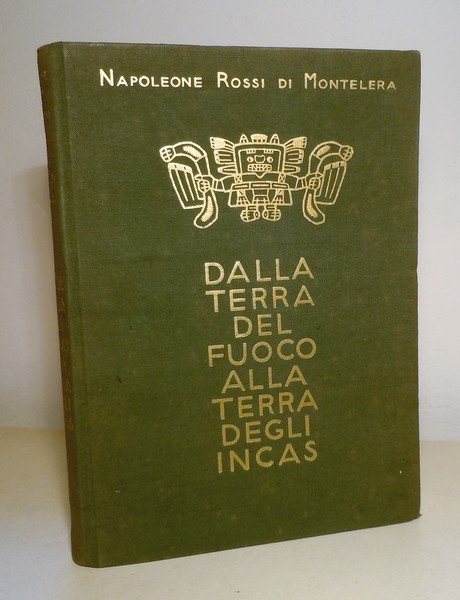 NAPOLEONE ROSSI DI MONTELERA
DALLA
TERRA
DEL
FUOCO
ALLA
TERRA
DEGLI
INCAS